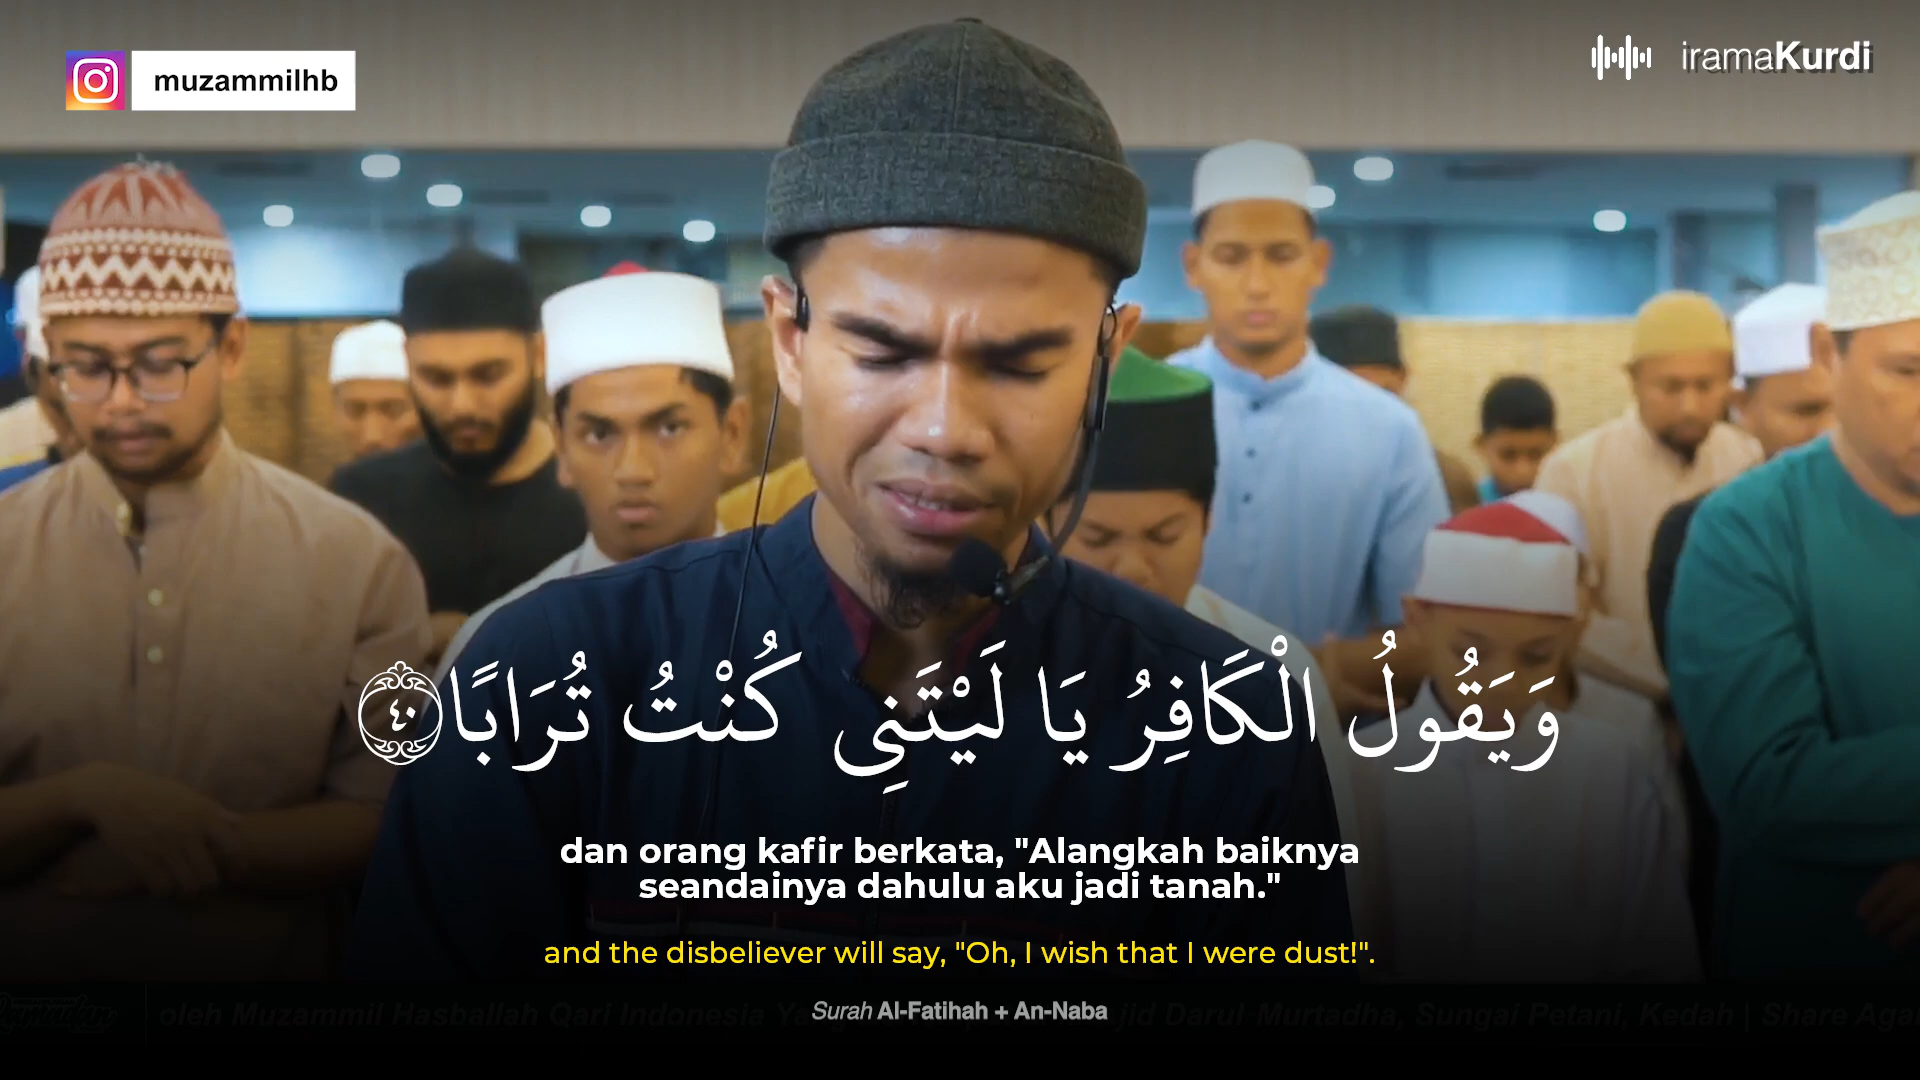 muzammilhb
iramaKurdi
وَيَقُولُ الْكَافِرُ يَا لَيْتَنِي كُنْتُ تُرَابًا ٤٠
dan orang kafir berkata, "Alangkah baiknya
seandainya dahulu aku jadi tanah."
and the disbeliever will say, "Oh, I wish that I were dust!".
Surah Al-Fatihah + An-Naba
oleh Muzammil Hasballah Qari Indonesia Darul Murtadha, Sungai Petani, Kedah | Share